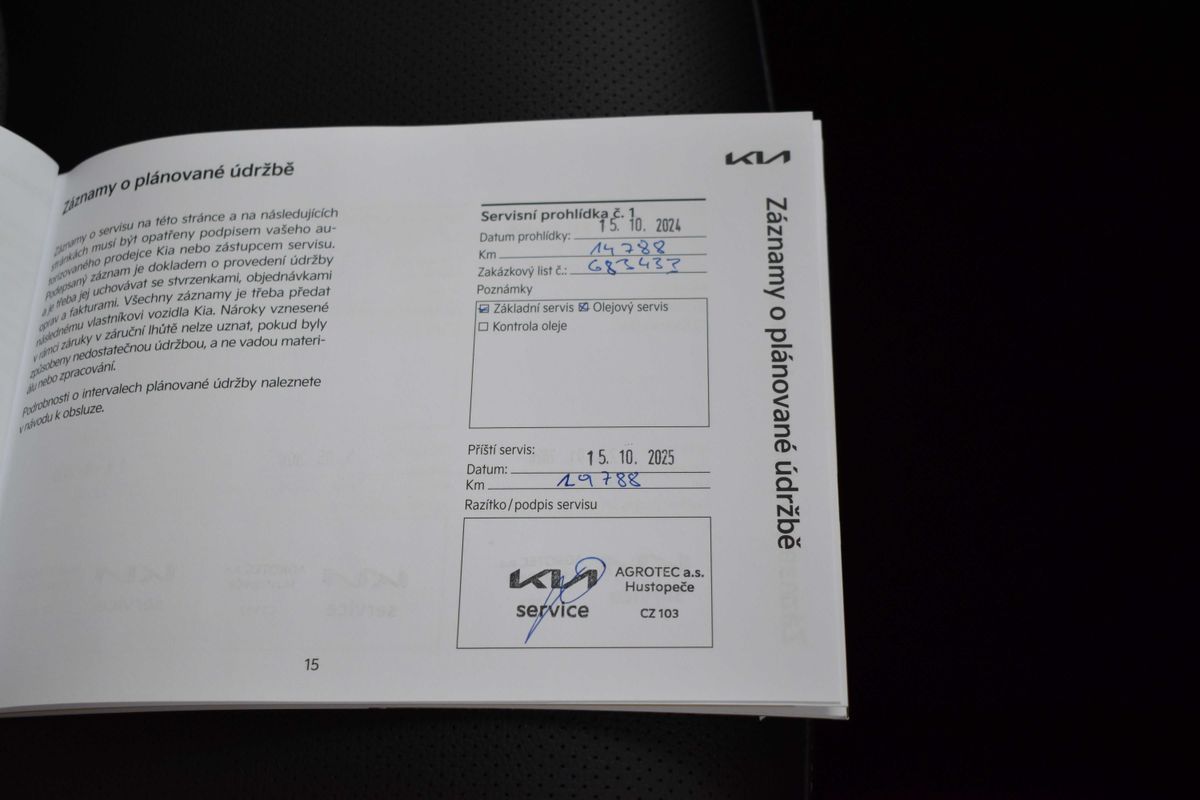 Záznamy o plánované údržbě
Záznamy o servisu na této stránce a na následujících
stránkách musí být opatřeny podpisem vašeho au-
torizovaného prodejce Kia nebo zástupcem servisu.
Podepsaný záznam je dokladem o provedení údržby
a je třeba jej uchovávat se stvrzenkami, objednávkami
oprav a fakturami. Všechny záznamy je třeba předat
následnému vlastníkovi vozidla Kia. Nároky vznesené
v rámci záruky v záruční lhůtě nelze uznat, pokud byly
způsobeny nedostatečnou údržbou, a ne vadou materi-
álu nebo zpracování.
Podrobnosti o intervalech plánované údržby naleznete
v návodu k obsluze.
15
KIA
Servisní prohlídka č. 1
Datum prohlídky: 15. 10. 2024
Km 14788
Zakázkový list č.: 683433
Poznámky
Základní servis Olejový servis
Kontrola oleje
Příští servis:
Datum: 15. 10. 2025
Km 29788
Razítko/podpis servisu
KIA
service
AGROTEC a.s.
Hustopeče
CZ 103
Záznamy o plánované údržbě